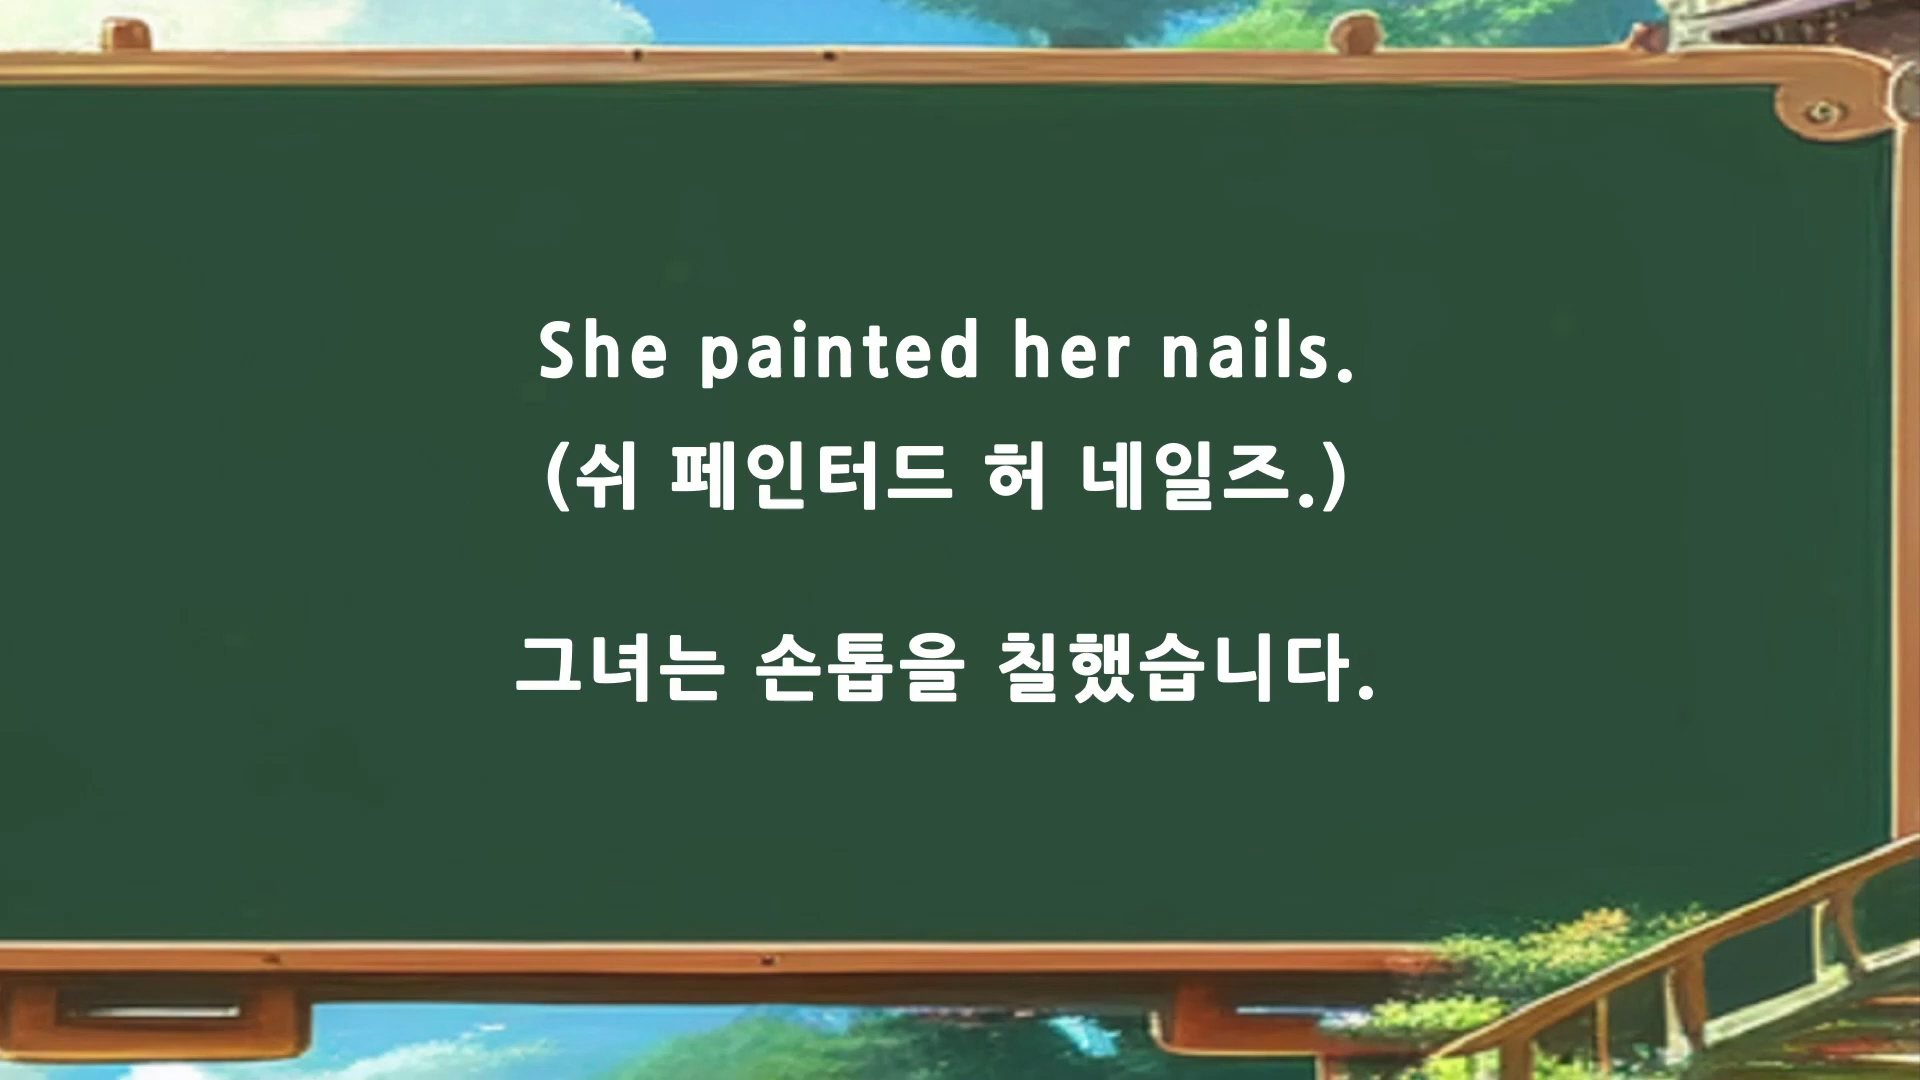 She painted her nails.
(쉬 페인터드 허 네일즈.)
그녀는 손톱을 칠했습니다.